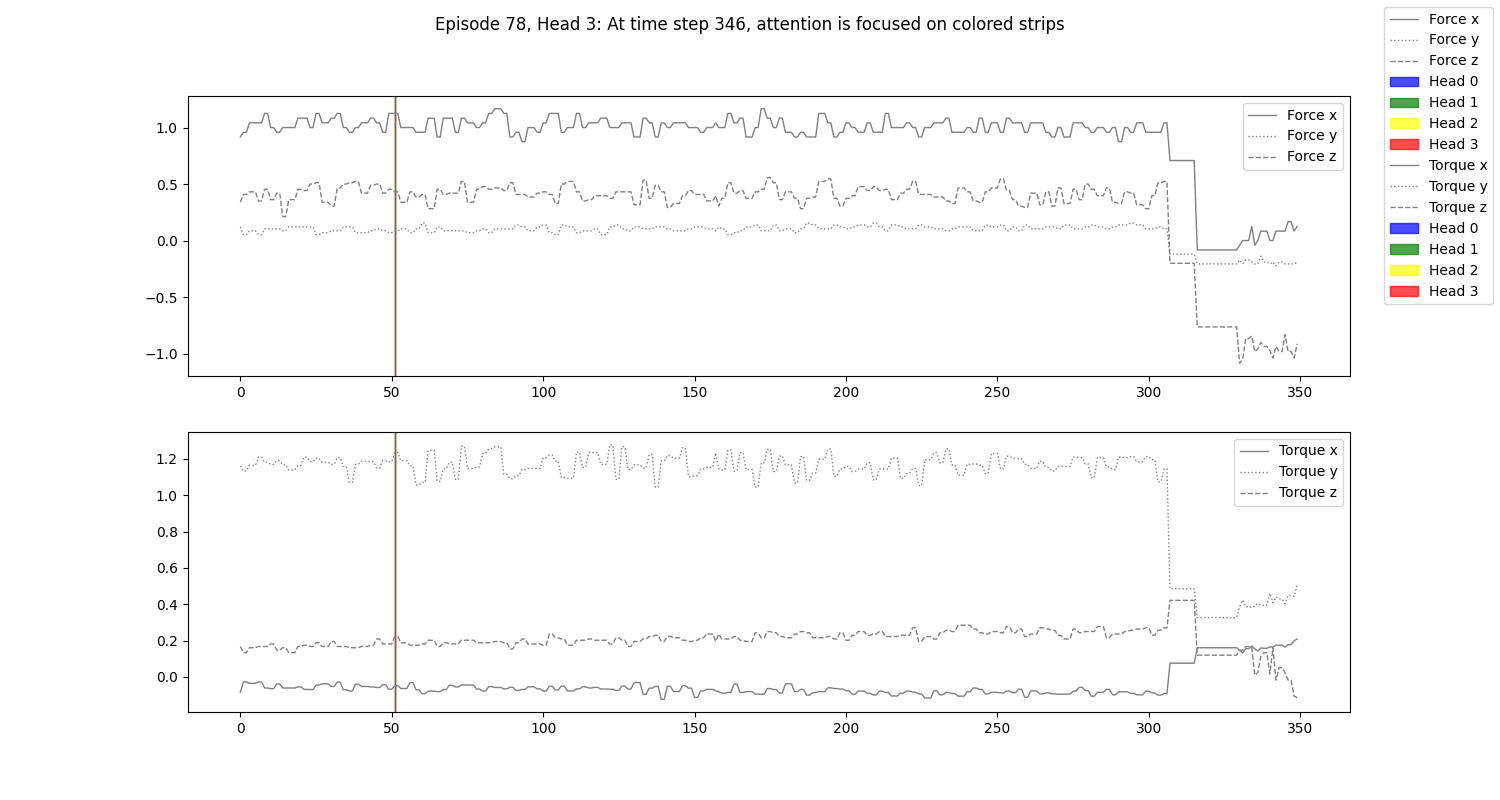 Episode 78, Head 3: At time step 346, attention is focused on colored strips
Force x
Force y
Force z
Head 0
Head 1
Head 2
Head 3
Torque x
Torque y
Torque z
Head 0
Head 1
Head 2
Head 3
Force x
Force y
Force z
1.0
0.5
0.0
−0.5
−1.0
0 50 100 150 200 250 300 350
Torque x
Torque y
Torque z
1.2
1.0
0.8
0.6
0.4
0.2
0.0
0 50 100 150 200 250 300 350